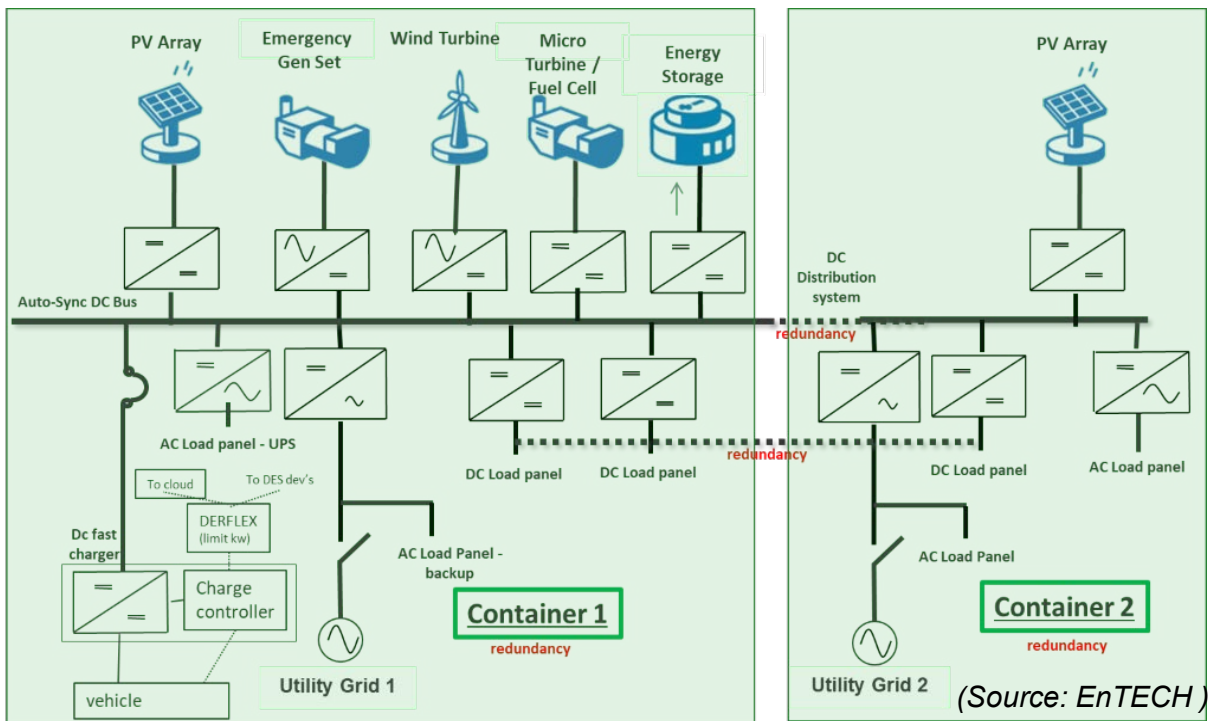 PV Array
Emergency
Gen Set
Wind Turbine
Micro
Turbine /
Fuel Cell
Energy
Storage
PV Array
Auto-Sync DC Bus
DC
Distribution
system
redundancy
AC Load panel - UPS
DC Load panel
DC Load panel
redundancy
DC Load panel
AC Load panel
To cloud
To DES dev's
DERFLEX
(limit kw)
Dc fast
charger
Charge
controller
vehicle
AC Load Panel -
backup
Container 1
redundancy
Utility Grid 1
AC Load Panel
Container 2
redundancy
Utility Grid 2
(Source: EnTECH )